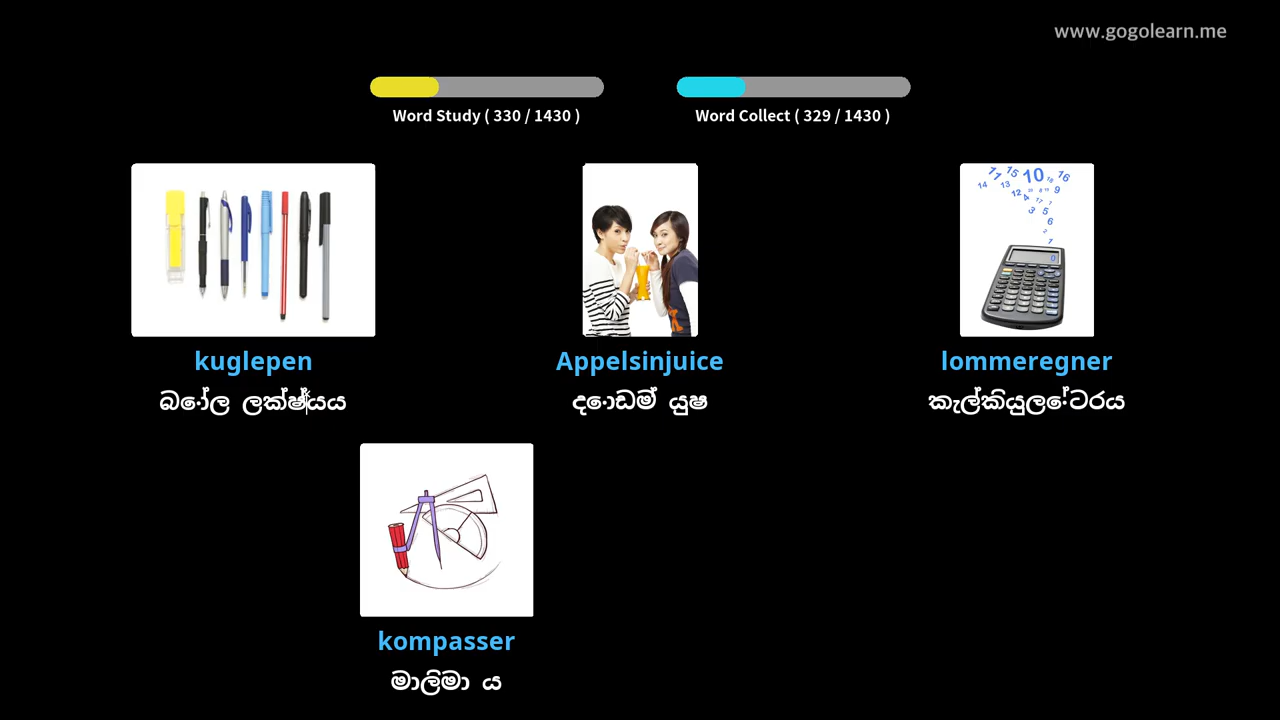 www.gogolearn.me
Word Study ( 330 / 1430 )
Word Collect ( 329 / 1430 )
kuglepen
Appelsinjuice
lommeregner
බෝල ලක්ෂ්‍යය
දොඩම් යුෂ
කැල්කියුලේටරය
kompasser
මාලිමා ය